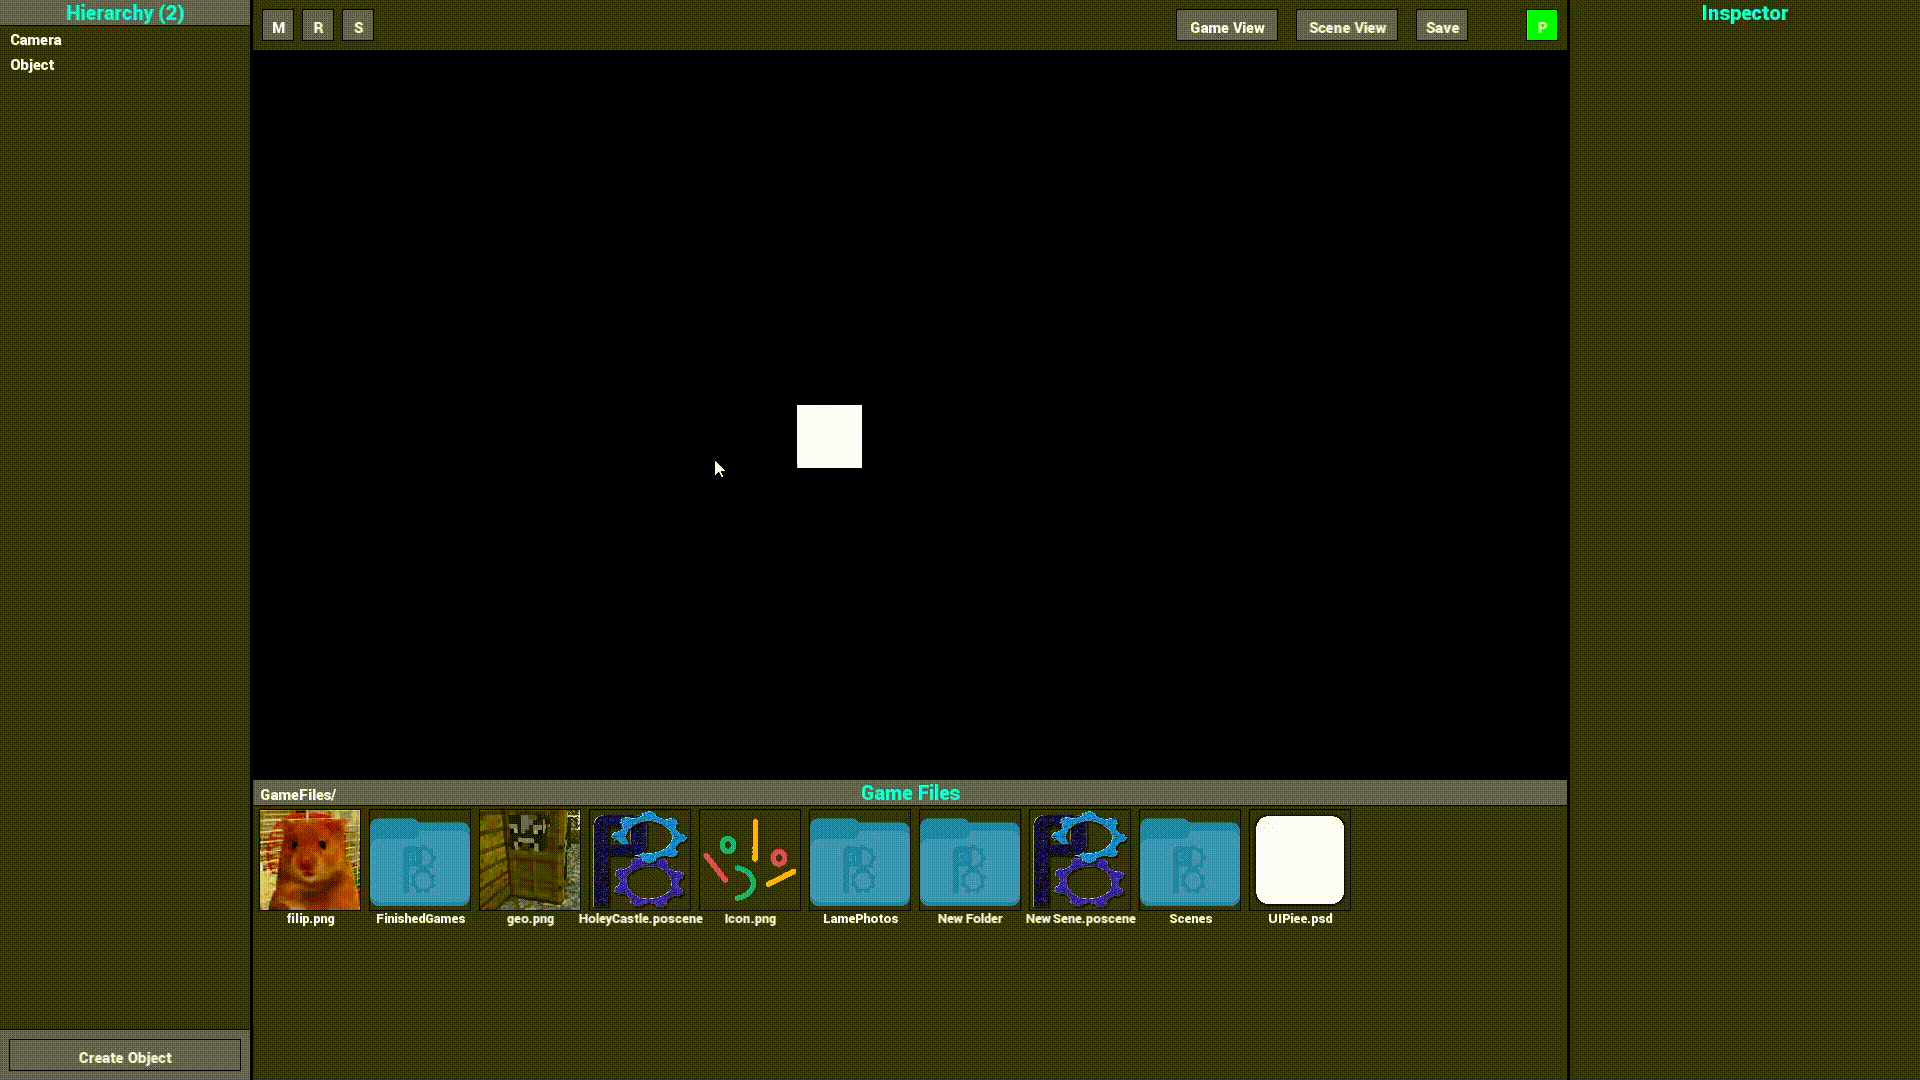 Hierarchy (2)
Camera
Object
Create Object
M R S
Game View Scene View Save P
GameFiles/ Game Files
filip.png FinishedGames geo.png HoleyCastle.poscene Icon.png LamePhotos New Folder New Sene.poscene Scenes UIPiee.psd
Inspector